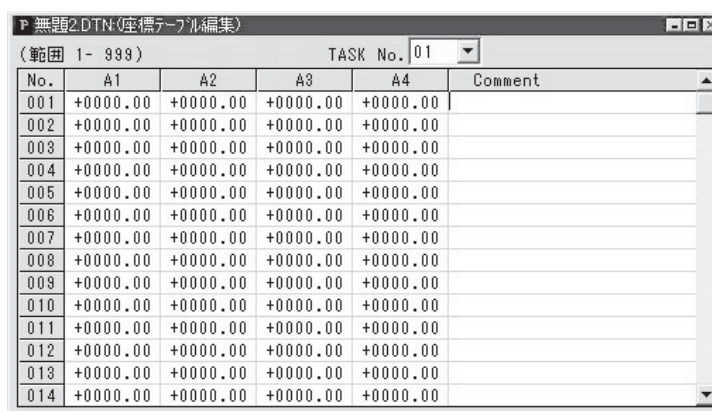 P 無題2.DTN:(座標テーブル編集)
(範囲 1- 999) TASK No. 01
No. A1 A2 A3 A4 Comment
001 +0000.00 +0000.00 +0000.00 +0000.00
002 +0000.00 +0000.00 +0000.00 +0000.00
003 +0000.00 +0000.00 +0000.00 +0000.00
004 +0000.00 +0000.00 +0000.00 +0000.00
005 +0000.00 +0000.00 +0000.00 +0000.00
006 +0000.00 +0000.00 +0000.00 +0000.00
007 +0000.00 +0000.00 +0000.00 +0000.00
008 +0000.00 +0000.00 +0000.00 +0000.00
009 +0000.00 +0000.00 +0000.00 +0000.00
010 +0000.00 +0000.00 +0000.00 +0000.00
011 +0000.00 +0000.00 +0000.00 +0000.00
012 +0000.00 +0000.00 +0000.00 +0000.00
013 +0000.00 +0000.00 +0000.00 +0000.00
014 +0000.00 +0000.00 +0000.00 +0000.00